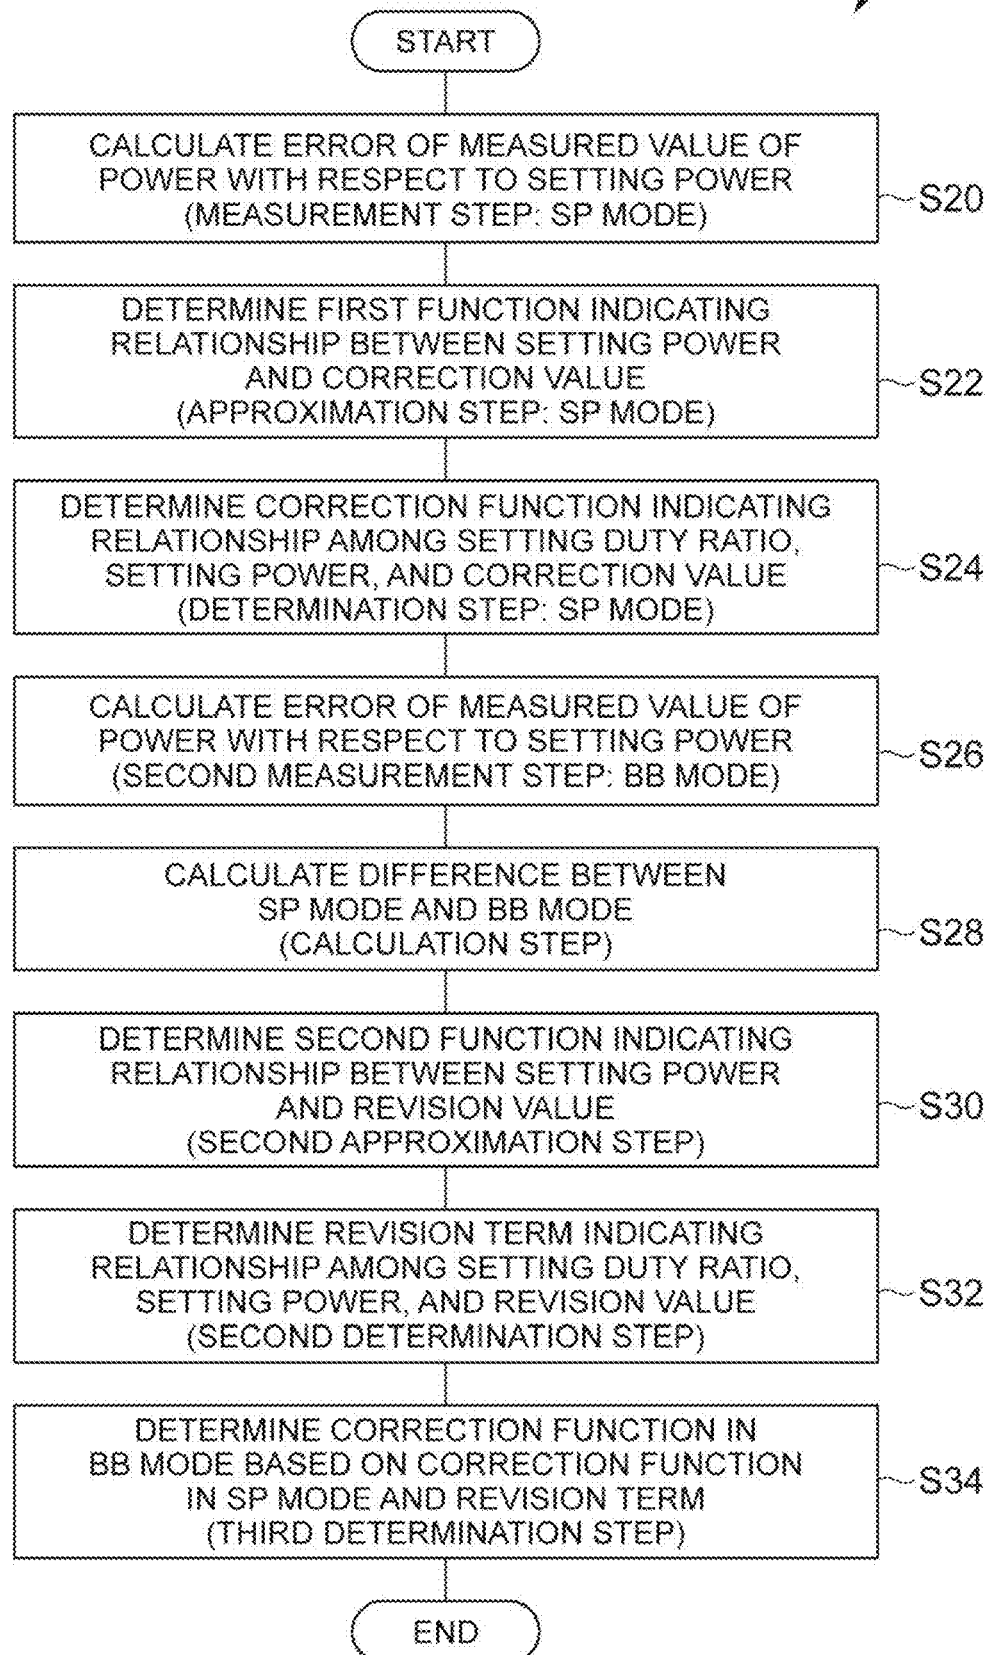 START
CALCULATE ERROR OF MEASURED VALUE OF
POWER WITH RESPECT TO SETTING POWER
(MEASUREMENT STEP: SP MODE)
S20
DETERMINE FIRST FUNCTION INDICATING
RELATIONSHIP BETWEEN SETTING POWER
AND CORRECTION VALUE
(APPROXIMATION STEP: SP MODE)
S22
DETERMINE CORRECTION FUNCTION INDICATING
RELATIONSHIP AMONG SETTING DUTY RATIO,
SETTING POWER, AND CORRECTION VALUE
(DETERMINATION STEP: SP MODE)
S24
CALCULATE ERROR OF MEASURED VALUE OF
POWER WITH RESPECT TO SETTING POWER
(SECOND MEASUREMENT STEP: BB MODE)
S26
CALCULATE DIFFERENCE BETWEEN
SP MODE AND BB MODE
(CALCULATION STEP)
S28
DETERMINE SECOND FUNCTION INDICATING
RELATIONSHIP BETWEEN SETTING POWER
AND REVISION VALUE
(SECOND APPROXIMATION STEP)
S30
DETERMINE REVISION TERM INDICATING
RELATIONSHIP AMONG SETTING DUTY RATIO,
SETTING POWER, AND REVISION VALUE
(SECOND DETERMINATION STEP)
S32
DETERMINE CORRECTION FUNCTION IN
BB MODE BASED ON CORRECTION FUNCTION
IN SP MODE AND REVISION TERM
(THIRD DETERMINATION STEP)
S34
END